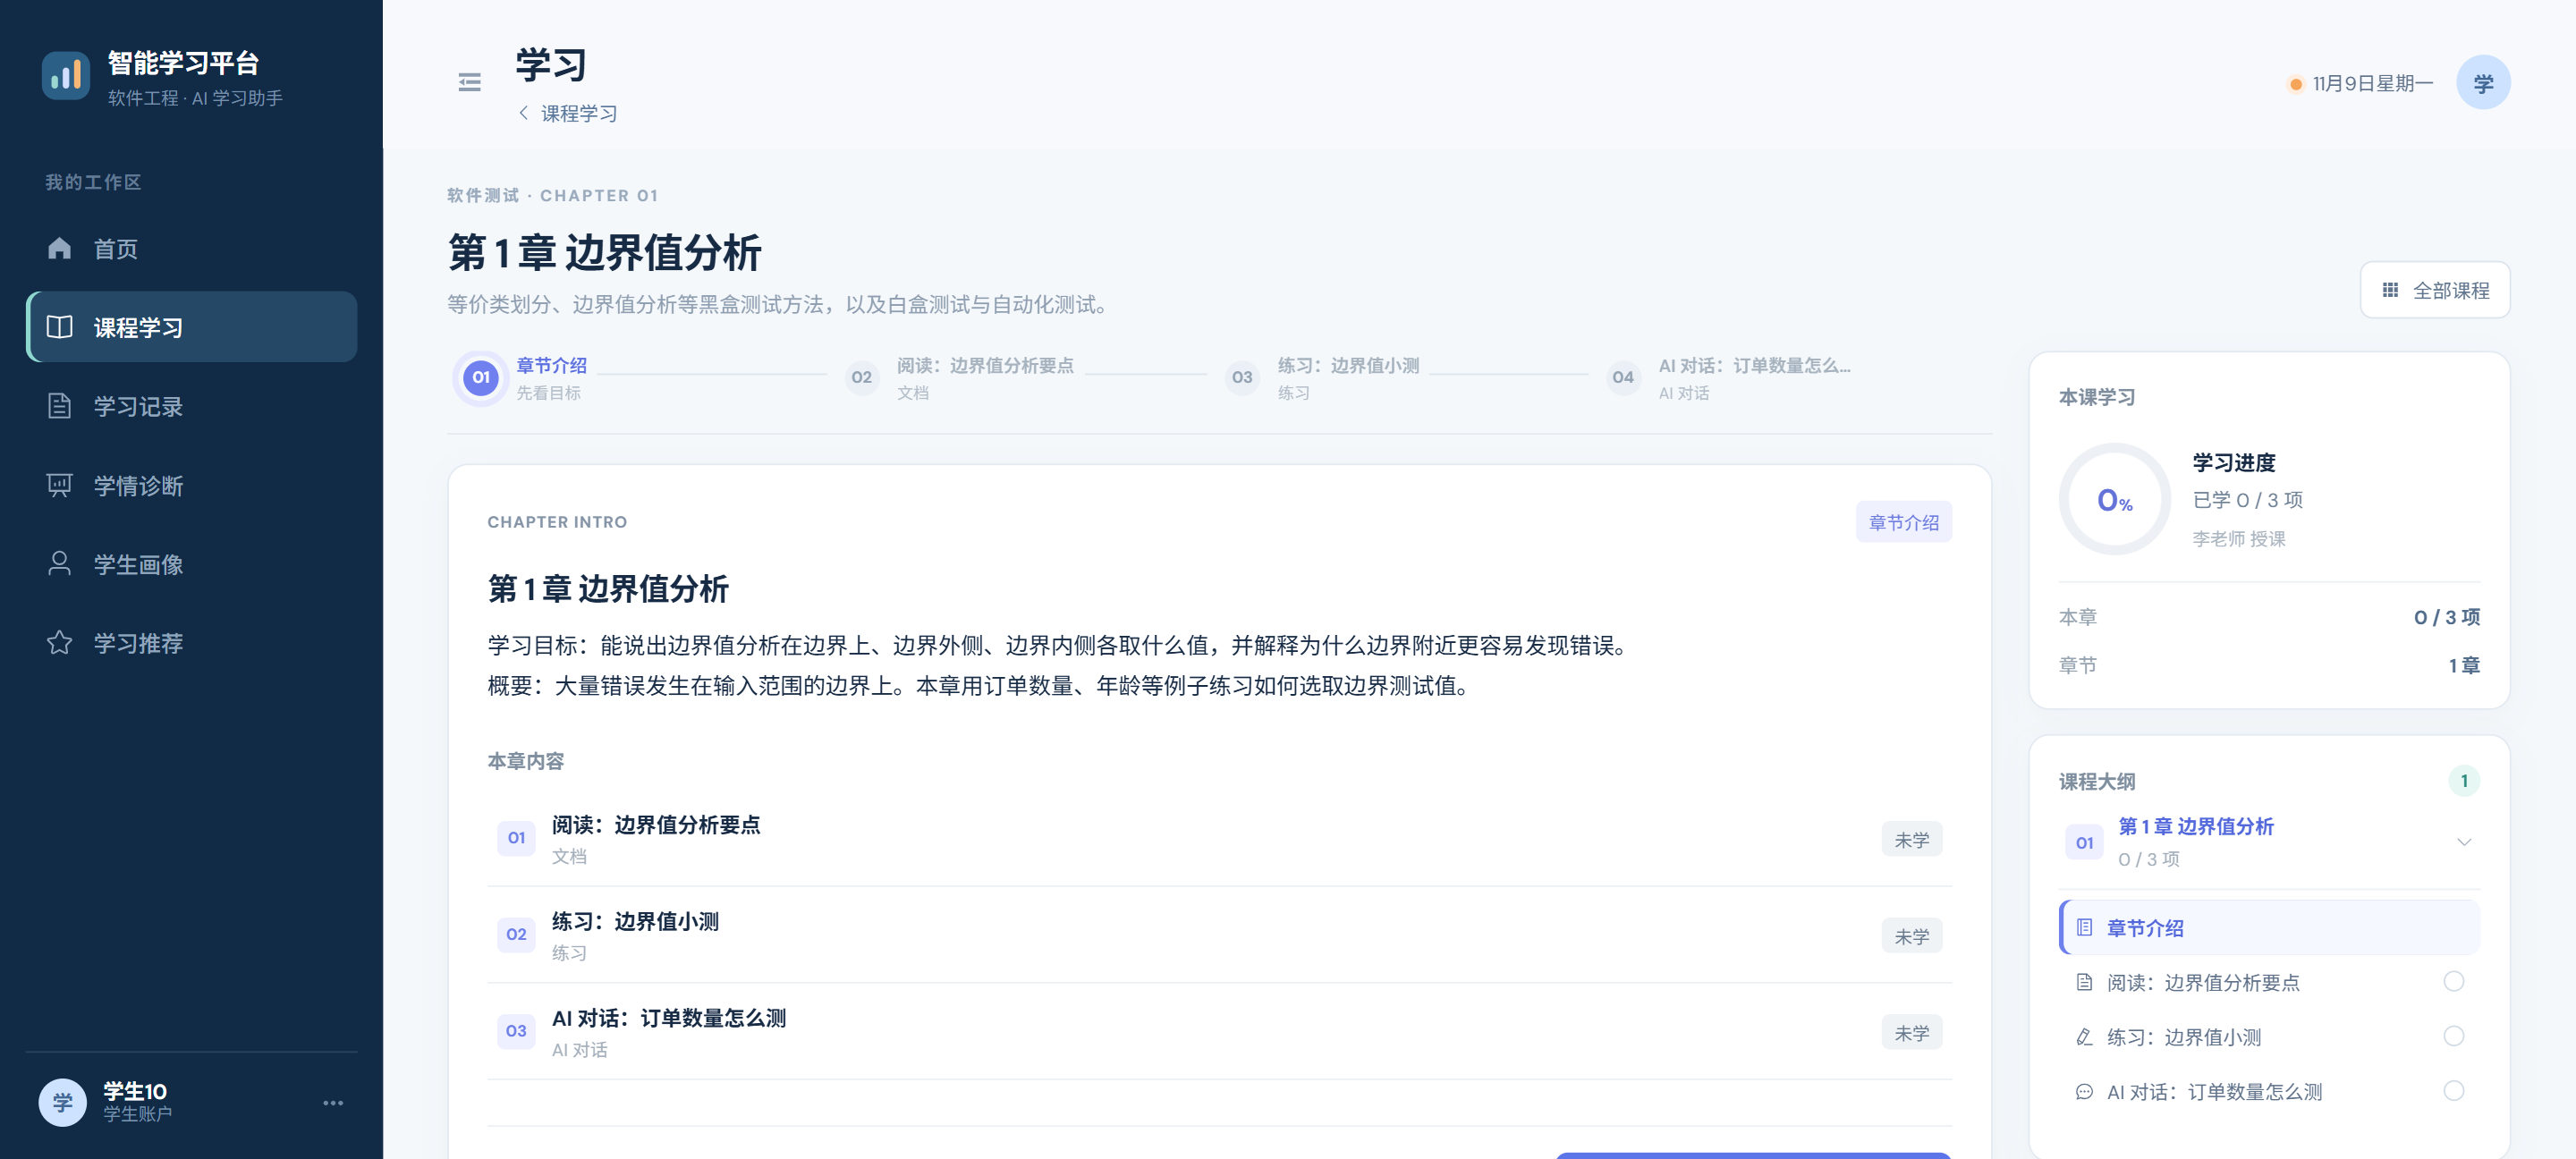 智能学习平台
软件工程 · AI 学习助手
我的工作区
首页
课程学习
学习记录
学情诊断
学生画像
学习推荐
学
学生10
学生账户
学习
课程学习
11月9日星期一
学
软件测试 · CHAPTER 01
第 1 章 边界值分析
等价类划分、边界值分析等黑盒测试方法，以及白盒测试与自动化测试。
全部课程
01
章节介绍
先看目标
02
阅读：边界值分析要点
文档
03
练习：边界值小测
练习
04
AI 对话：订单数量怎么...
AI 对话
CHAPTER INTRO
章节介绍
第 1 章 边界值分析
学习目标：能说出边界值分析在边界上、边界外侧、边界内侧各取什么值，并解释为什么边界附近更容易发现错误。
概要：大量错误发生在输入范围的边界上。本章用订单数量、年龄等例子练习如何选取边界测试值。
本章内容
01
阅读：边界值分析要点
文档
未学
02
练习：边界值小测
练习
未学
03
AI 对话：订单数量怎么测
AI 对话
未学
本课学习
0%
学习进度
已学 0 / 3 项
李老师 授课
本章
0 / 3 项
章节
1 章
课程大纲
1
01
第 1 章 边界值分析
0 / 3 项
章节介绍
阅读：边界值分析要点
练习：边界值小测
AI 对话：订单数量怎么测